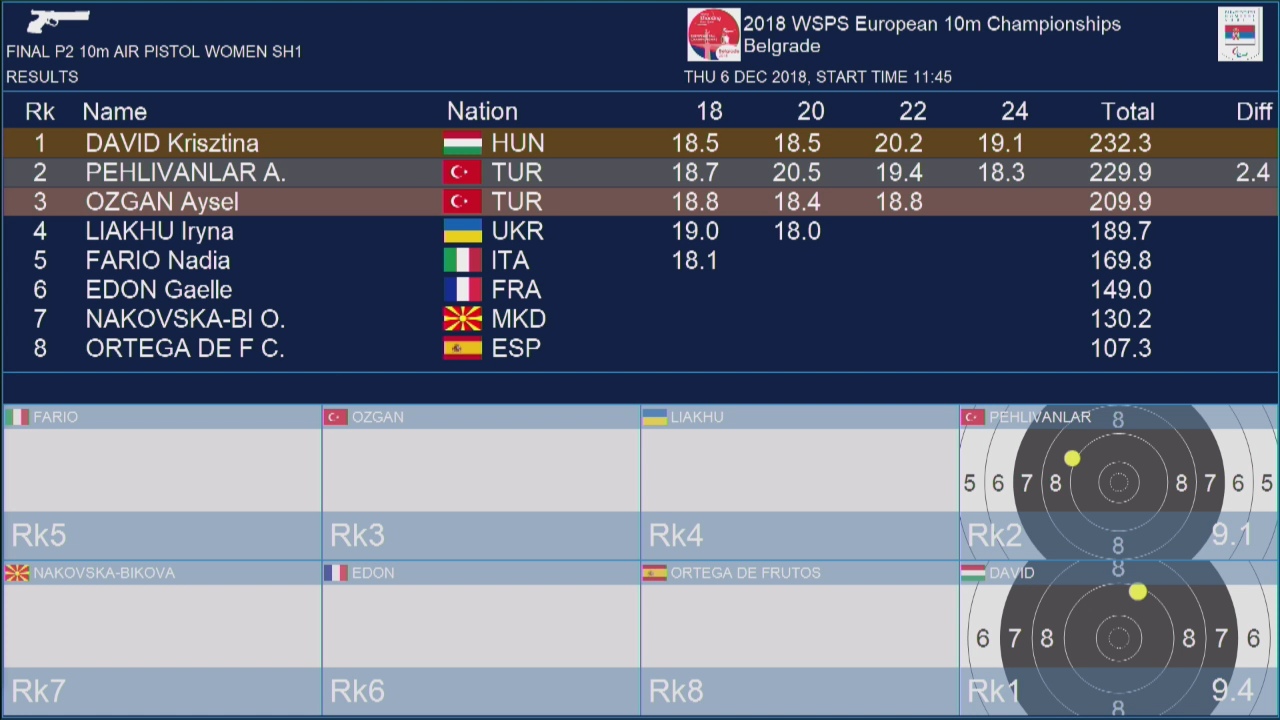 2018 WSPS European 10m Championships
Belgrade
FINAL P2 10m AIR PISTOL WOMEN SH1
RESULTS
THU 6 DEC 2018, START TIME 11:45
Rk Name Nation 18 20 22 24 Total Diff
1 DAVID Krisztina HUN 18.5 18.5 20.2 19.1 232.3
2 PEHLIVANLAR A. TUR 18.7 20.5 19.4 18.3 229.9 2.4
3 OZGAN Aysel TUR 18.8 18.4 18.8 209.9
4 LIAKHU Iryna UKR 19.0 18.0 189.7
5 FARIO Nadia ITA 18.1 169.8
6 EDON Gaelle FRA 149.0
7 NAKOVSKA-BI O. MKD 130.2
8 ORTEGA DE F C. ESP 107.3
FARIO OZGAN LIAKHU PEHLIVANLAR 8
5 6 7 8 8 7 6 5
Rk5 Rk3 Rk4 Rk2 8 9.1
NAKOVSKA-BIKOVA EDON ORTEGA DE FRUTOS DAVID 8
6 7 8 8 7 6
Rk7 Rk6 Rk8 Rk1 8 9.4